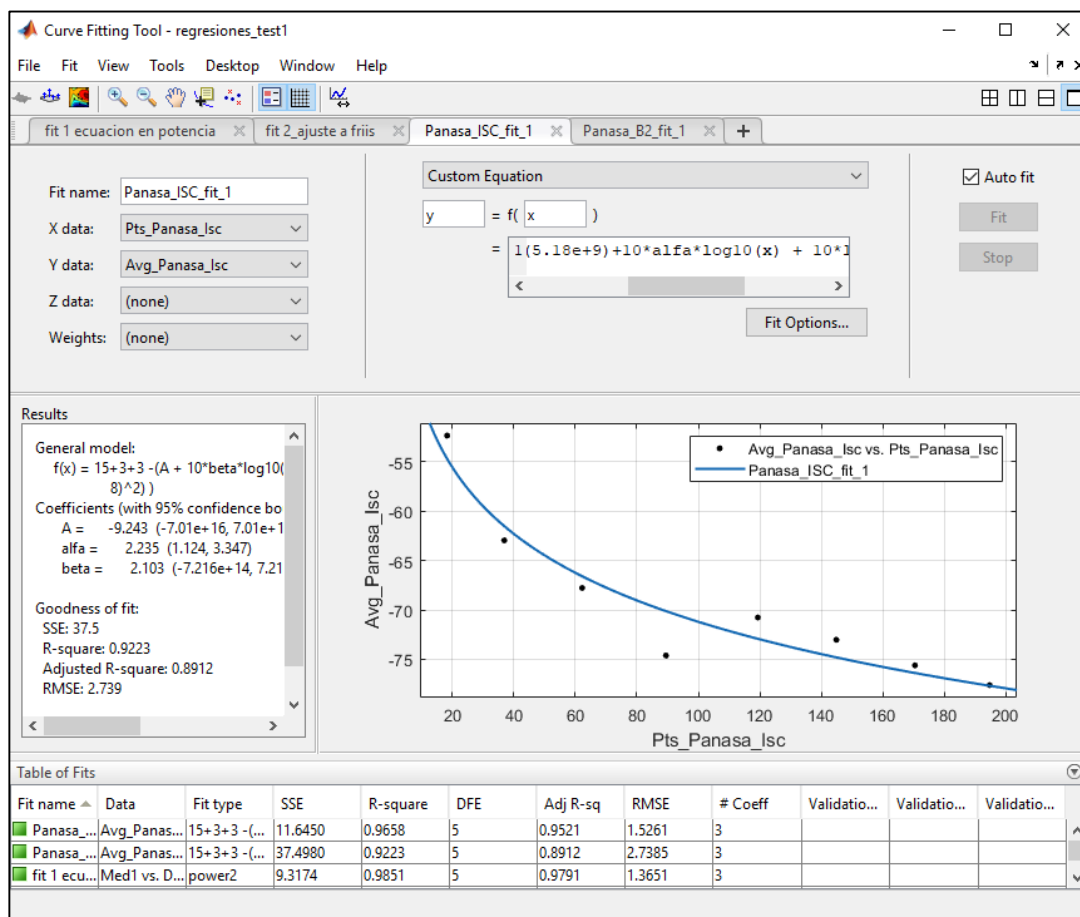 Curve Fitting Tool - regresiones_test1
File Fit View Tools Desktop Window Help
fit 1 ecuacion en potencia fit 2_ajuste a friis Panasa_ISC_fit_1 Panasa_B2_fit_1
Fit name: Panasa_ISC_fit_1
X data: Pts_Panasa_Isc
Y data: Avg_Panasa_Isc
Z data: (none)
Weights: (none)
Custom Equation
y = f( x )
= 1(5.18e+9)+10*alfa*log10(x) + 10*1
Fit Options...
Auto fit
Fit
Stop
Results
General model:
f(x) = 15+3+3 -(A + 10*beta*log10(
8)^2) )
Coefficients (with 95% confidence bo
A = -9.243 (-7.01e+16, 7.01e+1
alfa = 2.235 (1.124, 3.347)
beta = 2.103 (-7.216e+14, 7.21
Goodness of fit:
SSE: 37.5
R-square: 0.9223
Adjusted R-square: 0.8912
RMSE: 2.739
Avg_Panasa_Isc vs. Pts_Panasa_Isc
Panasa_ISC_fit_1
-55
-60
-65
-70
-75
Avg_Panasa_Isc
20 40 60 80 100 120 140 160 180 200
Pts_Panasa_Isc
Table of Fits
Fit name Data Fit type SSE R-square DFE Adj R-sq RMSE # Coeff Validatio... Validatio... Validatio...
Panasa_... Avg_Panas... 15+3+3 -(... 11.6450 0.9658 5 0.9521 1.5261 3
Panasa_... Avg_Panas... 15+3+3 -(... 37.4980 0.9223 5 0.8912 2.7385 3
fit 1 ecu... Med1 vs. D... power2 9.3174 0.9851 5 0.9791 1.3651 3